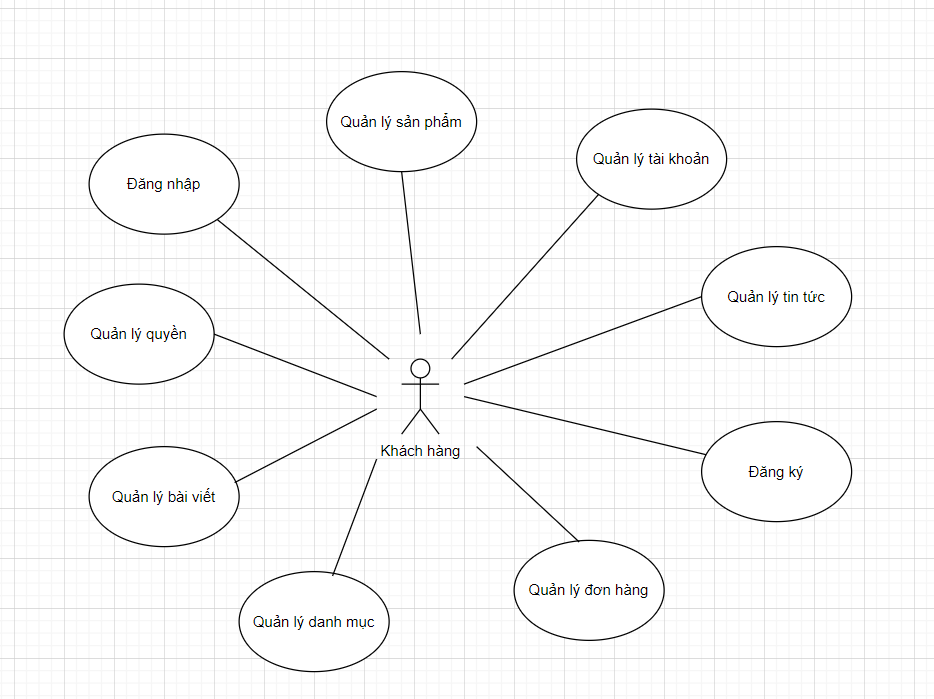 Quản lý sản phẩm
Quản lý tài khoản
Đăng nhập
Quản lý tin tức
Quản lý quyền
Khách hàng
Đăng ký
Quản lý bài viết
Quản lý đơn hàng
Quản lý danh mục